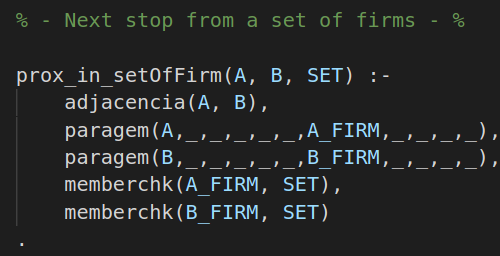 % - Next stop from a set of firms - %
prox_in_setOfFirm(A, B, SET) :-
adjacencia(A, B),
paragem(A,_,_,_,_,_,A_FIRM,_,_,_,_),
paragem(B,_,_,_,_,_,B_FIRM,_,_,_,_),
memberchk(A_FIRM, SET),
memberchk(B_FIRM, SET)
.